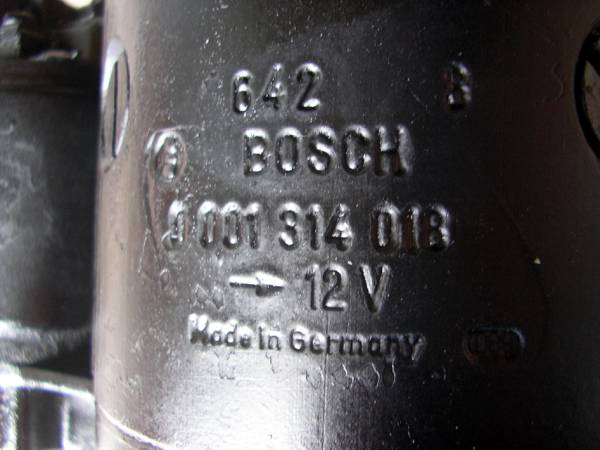 642 B
BOSCH
0 001 314 018
→ 12 V
Made in Germany